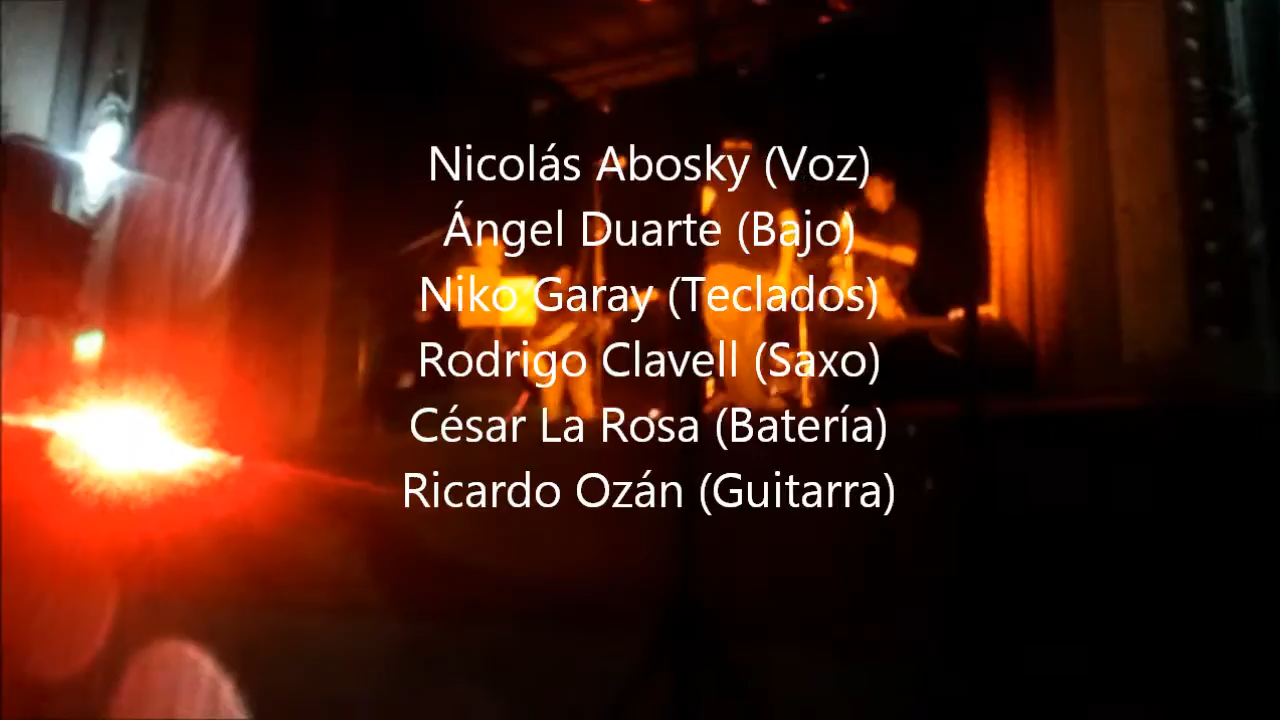 Nicolás Abosky (Voz)
Ángel Duarte (Bajo)
Niko Garay (Teclados)
Rodrigo Clavell (Saxo)
César La Rosa (Batería)
Ricardo Ozán (Guitarra)